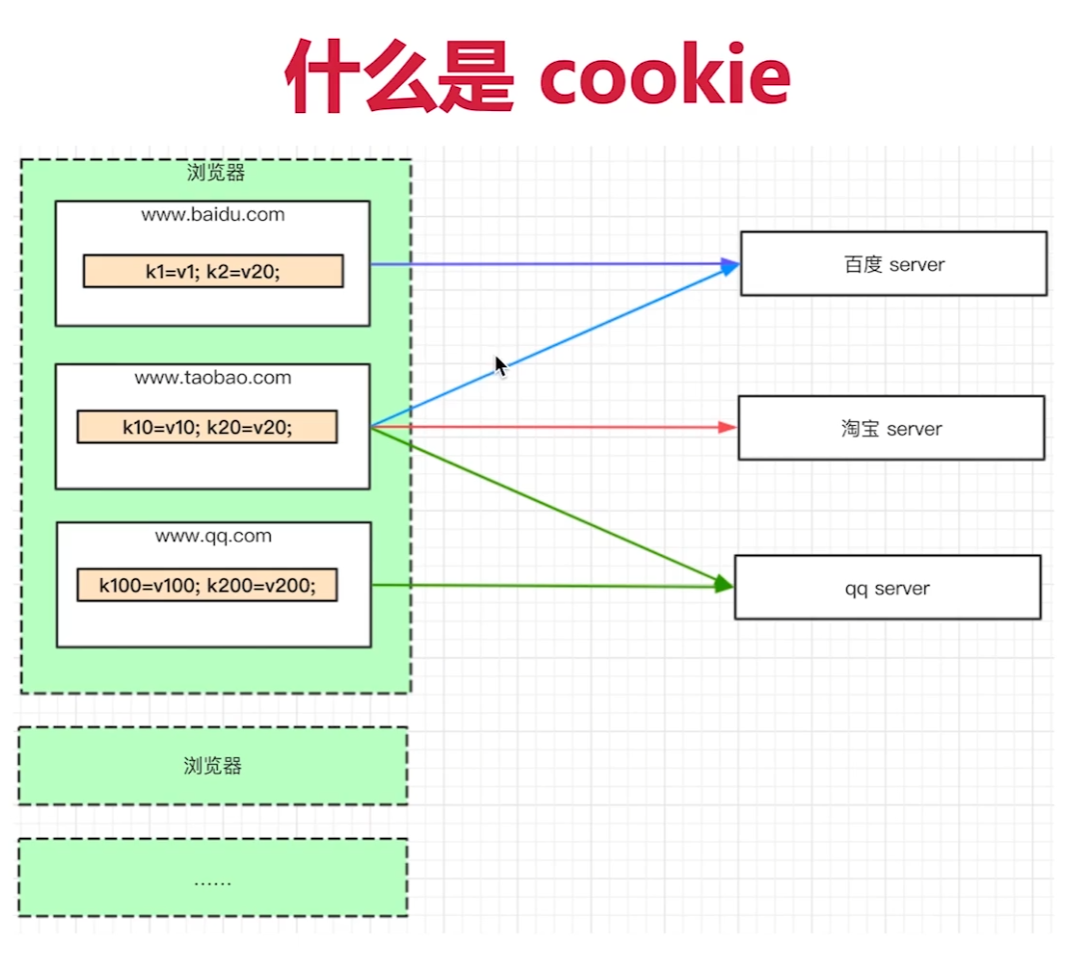 什么是 cookie
浏览器
www.baidu.com
k1=v1; k2=v20;
百度 server
www.taobao.com
k10=v10; k20=v20;
淘宝 server
www.qq.com
k100=v100; k200=v200;
qq server
浏览器
......